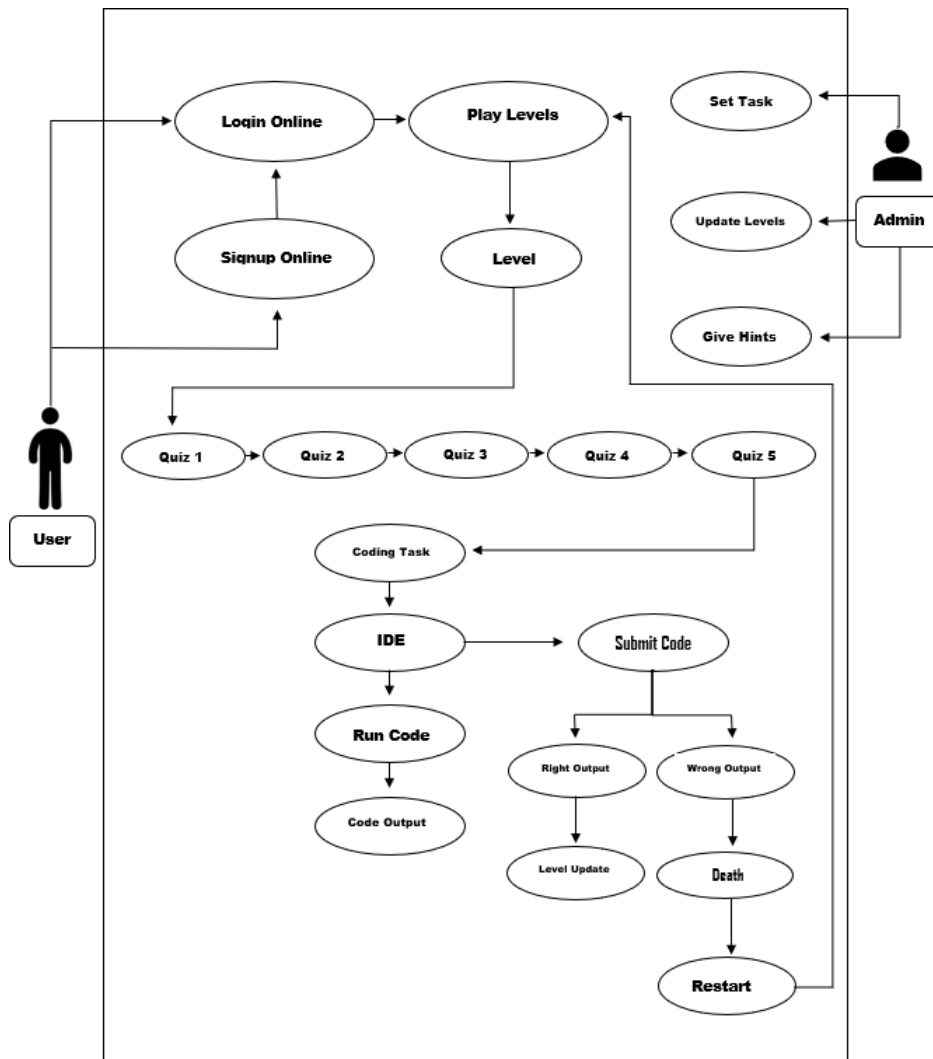 Set Task
Login Online
Play Levels
Update Levels
Admin
Signup Online
Level
Give Hints
Quiz 1
Quiz 2
Quiz 3
Quiz 4
Quiz 5
User
Coding Task
IDE
Submit Code
Run Code
Right Output
Wrong Output
Code Output
Level Update
Death
Restart